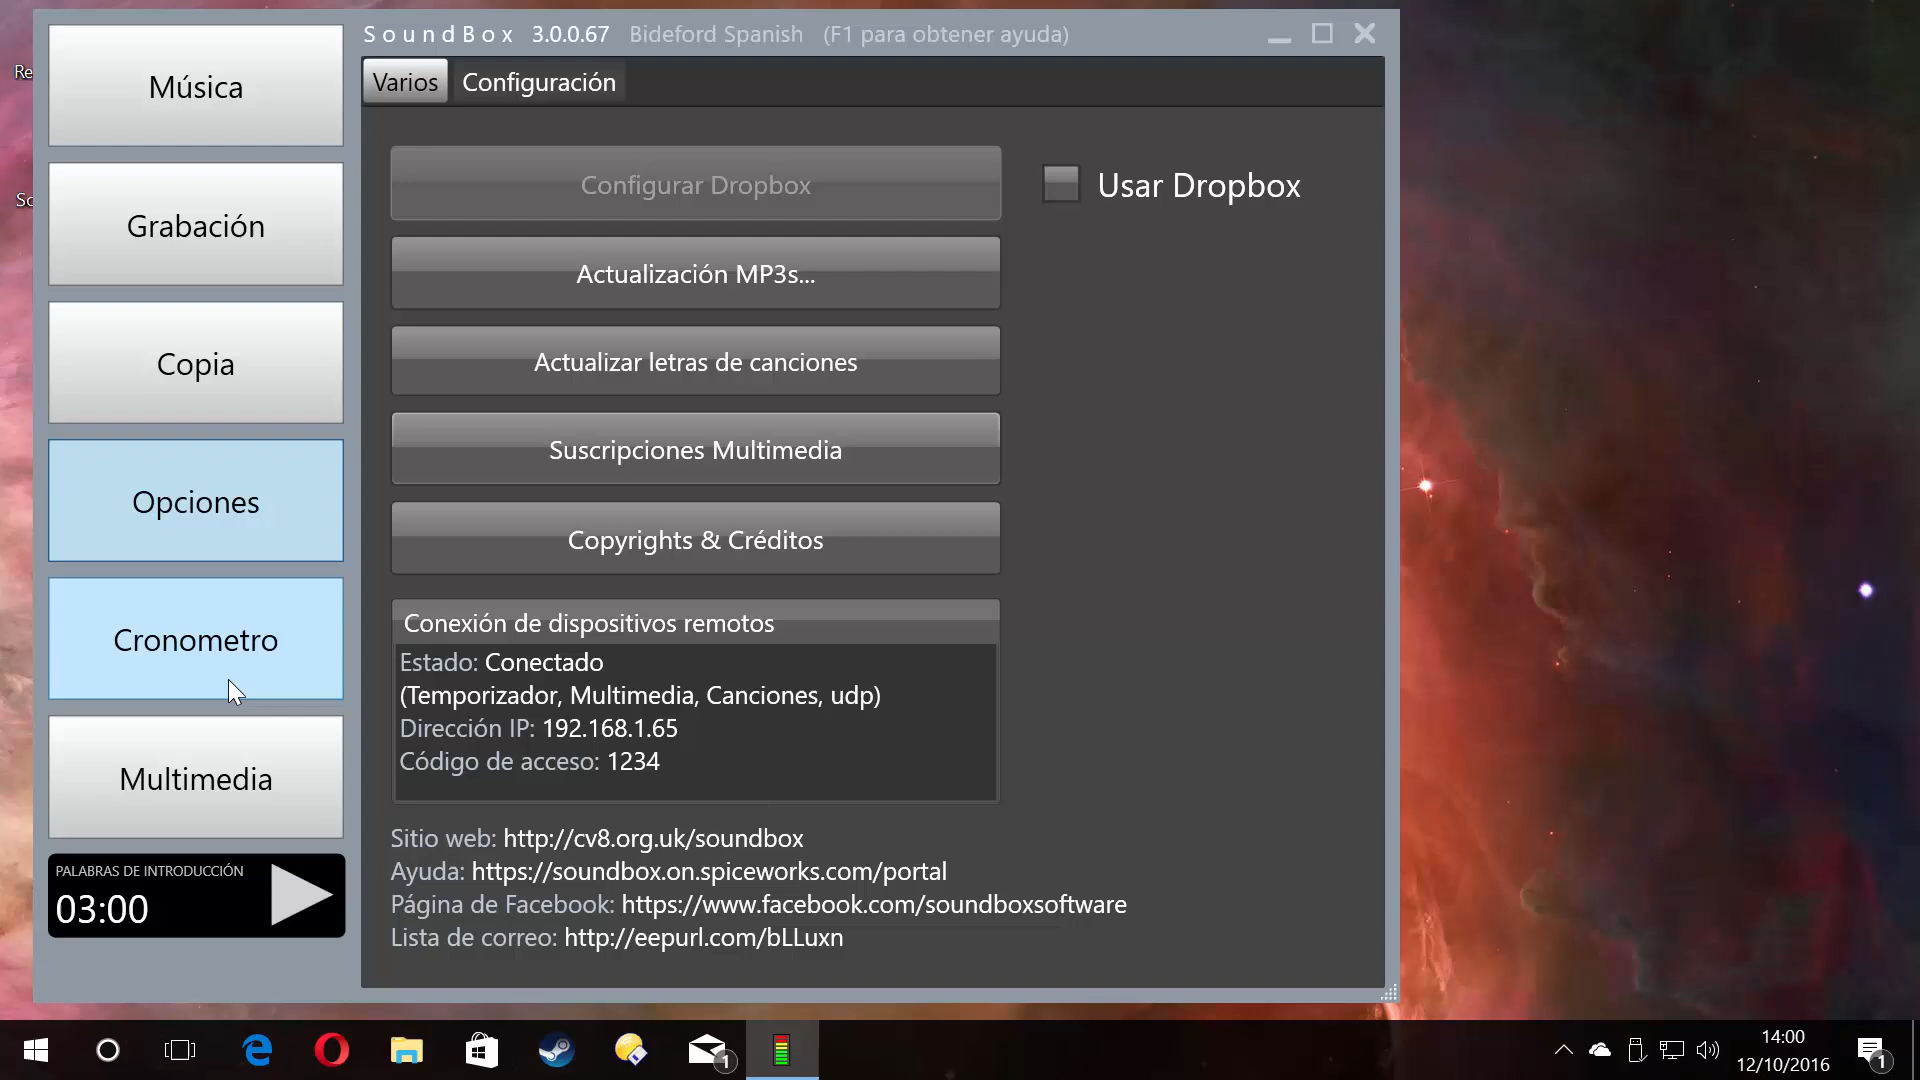 Re
Sc
SoundBox 3.0.0.67 Bideford Spanish (F1 para obtener ayuda)
Música
Grabación
Copia
Opciones
Cronometro
Multimedia
PALABRAS DE INTRODUCCIÓN
03:00
Varios Configuración
Configurar Dropbox
Usar Dropbox
Actualización MP3s...
Actualizar letras de canciones
Suscripciones Multimedia
Copyrights & Créditos
Conexión de dispositivos remotos
Estado: Conectado
(Temporizador, Multimedia, Canciones, udp)
Dirección IP: 192.168.1.65
Código de acceso: 1234
Sitio web: http://cv8.org.uk/soundbox
Ayuda: https://soundbox.on.spiceworks.com/portal
Página de Facebook: https://www.facebook.com/soundboxsoftware
Lista de correo: http://eepurl.com/bLLuxn
1
14:00
12/10/2016
1